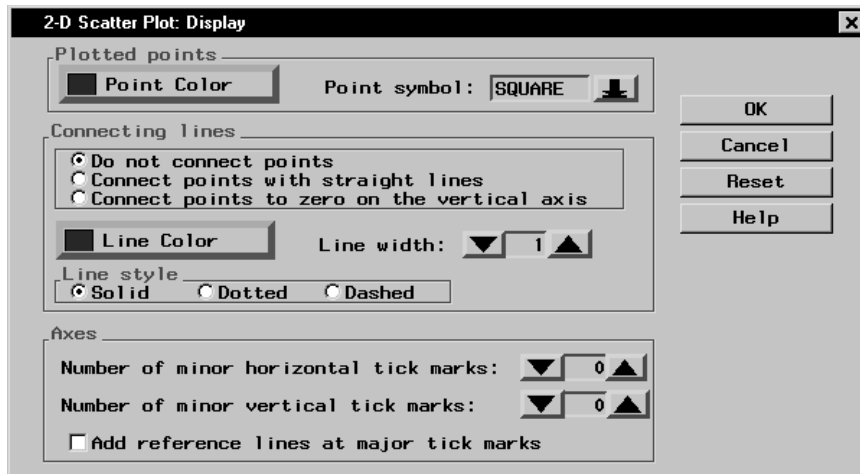 2-D Scatter Plot: Display
Plotted points
Point Color
Point symbol: SQUARE
Connecting lines
Do not connect points
Connect points with straight lines
Connect points to zero on the vertical axis
Line Color
Line width: 1
Line style
Solid Dotted Dashed
Axes
Number of minor horizontal tick marks: 0
Number of minor vertical tick marks: 0
Add reference lines at major tick marks
OK
Cancel
Reset
Help